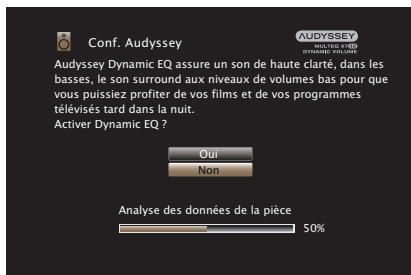 Conf. Audyssey
AUDYSSEY
MULTEQ XT32
DYNAMIC VOLUME
Audyssey Dynamic EQ assure un son de haute clarté, dans les
basses, le son surround aux niveaux de volumes bas pour que
vous puissiez profiter de vos films et de vos programmes
télévisés tard dans la nuit.
Activer Dynamic EQ ?
Oui
Non
Analyse des données de la pièce
50%